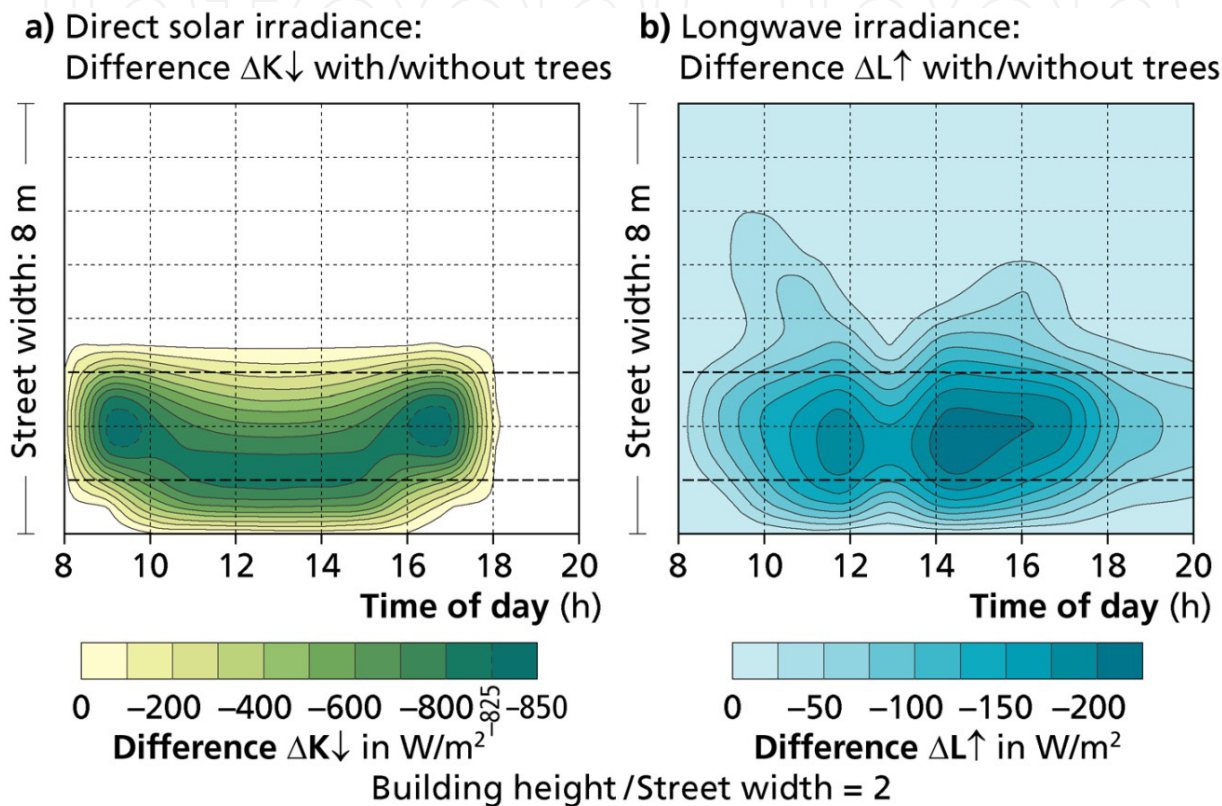 a) Direct solar irradiance:
Difference ΔK↓ with/without trees
Street width: 8 m
8 10 12 14 16 18 20
Time of day (h)
0 –200 –400 –600 –800 –825 –850
Difference ΔK↓ in W/m²
b) Longwave irradiance:
Difference ΔL↑ with/without trees
Street width: 8 m
8 10 12 14 16 18 20
Time of day (h)
0 –50 –100 –150 –200
Difference ΔL↑ in W/m²
Building height/Street width = 2